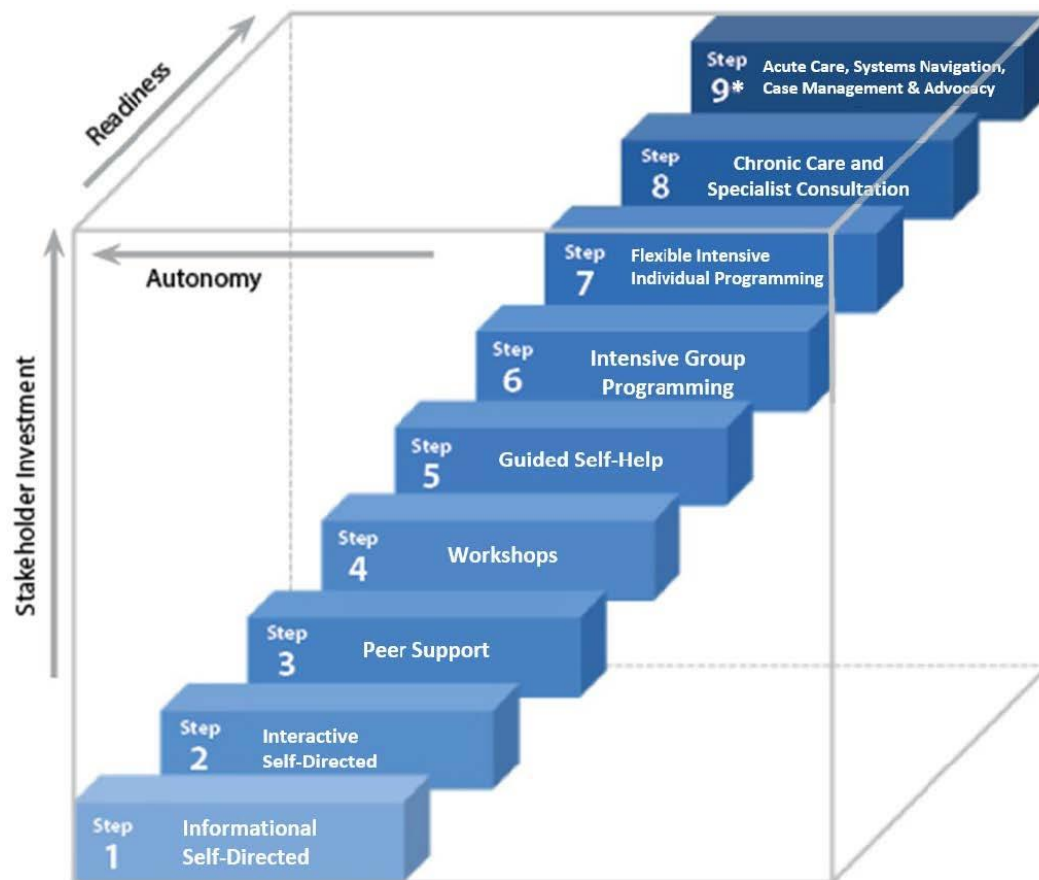 Readiness
Autonomy
Stakeholder Investment
Step
9*
Acute Care, Systems Navigation,
Case Management & Advocacy
Step
8
Chronic Care and
Specialist Consultation
Step
7
Flexible Intensive
Individual Programming
Step
6
Intensive Group
Programming
Step
5
Guided Self-Help
Step
4
Workshops
Step
3
Peer Support
Step
2
Interactive
Self-Directed
Step
1
Informational
Self-Directed